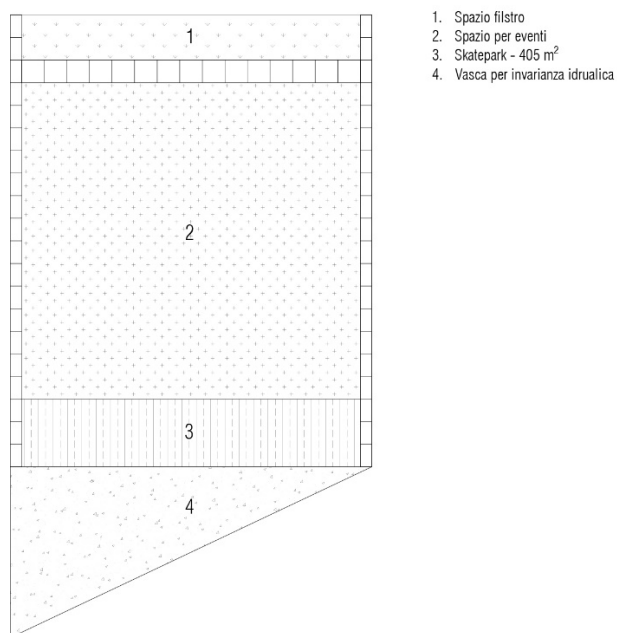 1. Spazio filstro
2. Spazio per eventi
3. Skatepark - 405 m²
4. Vasca per invarianza idrualica
1
2
3
4